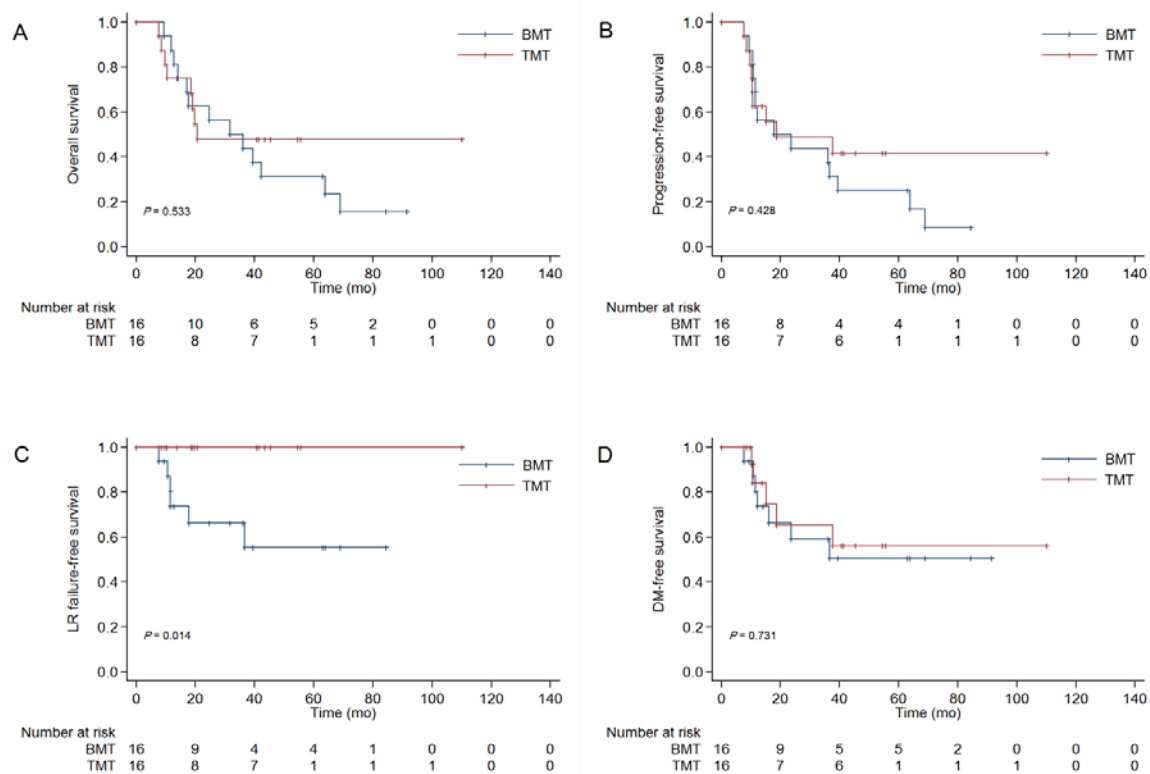 A
BMT
TMT
1.0
0.8
0.6
0.4
0.2
0.0
Overall survival
P = 0.533
0 20 40 60 80 100 120 140
Time (mo)
Number at risk
BMT 16 10 6 5 2 0 0 0
TMT 16 8 7 1 1 1 0 0
B
BMT
TMT
1.0
0.8
0.6
0.4
0.2
0.0
Progression-free survival
P = 0.428
0 20 40 60 80 100 120 140
Time (mo)
Number at risk
BMT 16 8 4 4 1 0 0 0
TMT 16 7 6 1 1 1 0 0
C
BMT
TMT
1.0
0.8
0.6
0.4
0.2
0.0
LR failure-free survival
P = 0.014
0 20 40 60 80 100 120 140
Time (mo)
Number at risk
BMT 16 9 4 4 1 0 0 0
TMT 16 8 7 1 1 1 0 0
D
BMT
TMT
1.0
0.8
0.6
0.4
0.2
0.0
DM-free survival
P = 0.731
0 20 40 60 80 100 120 140
Time (mo)
Number at risk
BMT 16 9 5 5 2 0 0 0
TMT 16 7 6 1 1 1 0 0